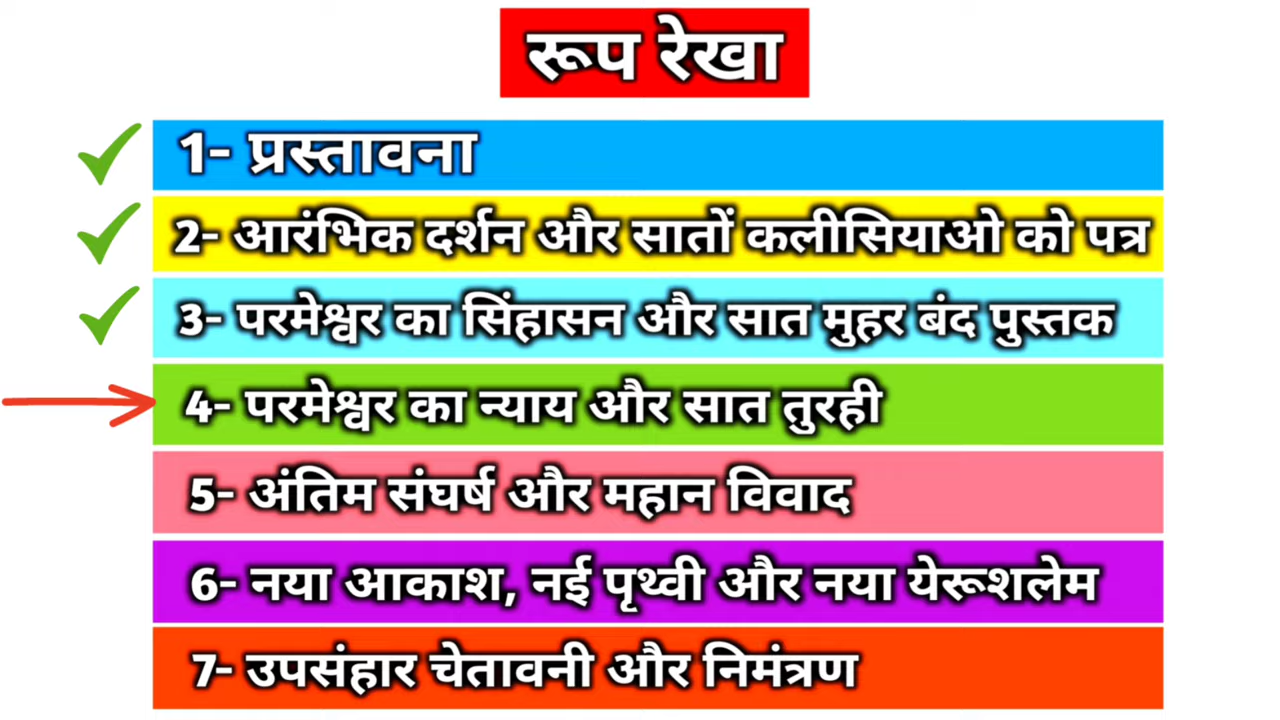 रूप रेखा
1- प्रस्तावना
2- आरंभिक दर्शन और सातों कलीसियाओ को पत्र
3- परमेश्वर का सिंहासन और सात मुहर बंद पुस्तक
4- परमेश्वर का न्याय और सात तुरही
5- अंतिम संघर्ष और महान विवाद
6- नया आकाश, नई पृथ्वी और नया येरूशलेम
7- उपसंहार चेतावनी और निमंत्रण